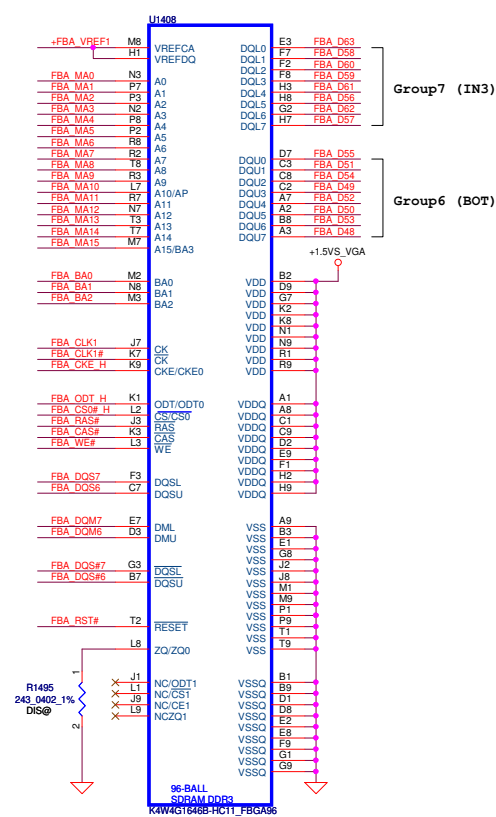 U1408
+FBA_VREF1 M8 VREFCA DQL0 E3 FBA_D63
H1 VREFDQ DQL1 F7 FBA_D58
DQL2 F2 FBA_D60
FBA_MA0 N3 A0 DQL3 F8 FBA_D59
FBA_MA1 P7 A1 DQL4 H3 FBA_D61
FBA_MA2 P3 A2 DQL5 H8 FBA_D56
FBA_MA3 N2 A3 DQL6 G2 FBA_D62
FBA_MA4 P8 A4 DQL7 H7 FBA_D57
Group7 (IN3)
FBA_MA5 P2 A5
FBA_MA6 R8 A6
FBA_MA7 R2 A7 DQU0 D7 FBA_D55
FBA_MA8 T8 A8 DQU1 C3 FBA_D51
FBA_MA9 R3 A9 DQU2 C8 FBA_D54
FBA_MA10 L7 A10/AP DQU3 C2 FBA_D49
FBA_MA11 R7 A11 DQU4 A7 FBA_D52
FBA_MA12 N7 A12 DQU5 A2 FBA_D50
FBA_MA13 T3 A13 DQU6 B8 FBA_D53
FBA_MA14 T7 A14 DQU7 A3 FBA_D48
FBA_MA15 M7 A15/BA3
Group6 (BOT)
+1.5VS_VGA
FBA_BA0 M2 BA0 VDD B2
FBA_BA1 N8 BA1 VDD D9
FBA_BA2 M3 BA2 VDD G7
VDD K2
VDD K8
VDD N1
FBA_CLK1 J7 CK VDD N9
FBA_CLK1# K7 CK VDD R1
FBA_CKE_H K9 CKE/CKE0 VDD R9
FBA_ODT_H K1 ODT/ODT0 VDDQ A1
FBA_CS0#_H L2 CS/CS0 VDDQ A8
FBA_RAS# J3 RAS VDDQ C1
FBA_CAS# K3 CAS VDDQ C9
FBA_WE# L3 WE VDDQ D2
VDDQ E9
VDDQ F1
FBA_DQS7 F3 DQSL VDDQ H2
FBA_DQS6 C7 DQSU VDDQ H9
FBA_DQM7 E7 DML VSS A9
FBA_DQM6 D3 DMU VSS B3
VSS E1
VSS G8
FBA_DQS#7 G3 DQSL VSS J2
FBA_DQS#6 B7 DQSU VSS J8
VSS M1
VSS M9
VSS P1
FBA_RST# T2 RESET VSS P9
VSS T1
L8 ZQ/ZQ0 VSS T9
1
J1 NC/ODT1 VSSQ B1
L1 NC/CS1 VSSQ B9
J9 NC/CE1 VSSQ D1
L9 NCZQ1 VSSQ D8
VSSQ E2
VSSQ E8
VSSQ F9
VSSQ G1
VSSQ G9
R1495
243_0402_1%
DIS@
2
96-BALL
SDRAM DDR3
K4W4G1646B-HC11_FBGA96